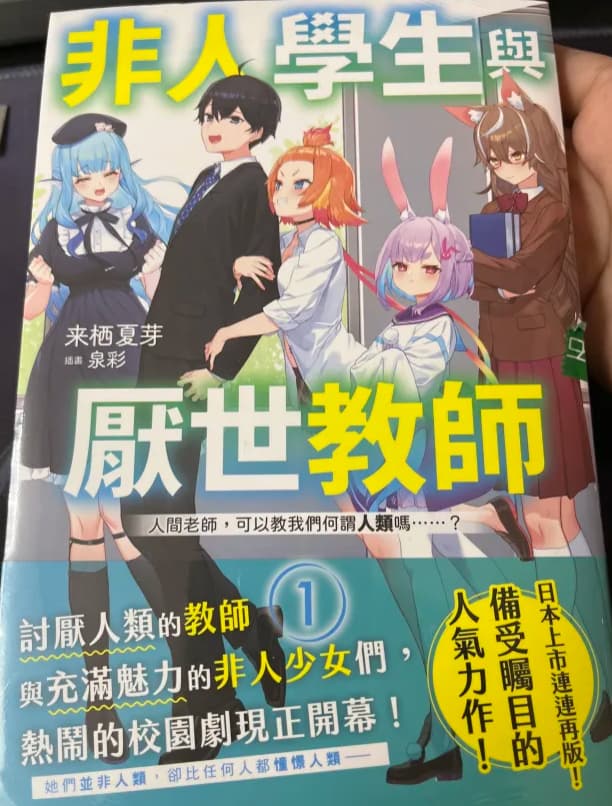 非人學生與
来栖夏芽
插畫 泉彩
厭世教師
人間老師,可以教我們何謂人類嗎……?
1
討厭人類的教師
與充滿魅力的非人少女們,
熱鬧的校園劇現正開幕!
她們並非人類,卻比任何人都憧憬人類——
日本上市連連再版!
備受矚目的
人氣力作!